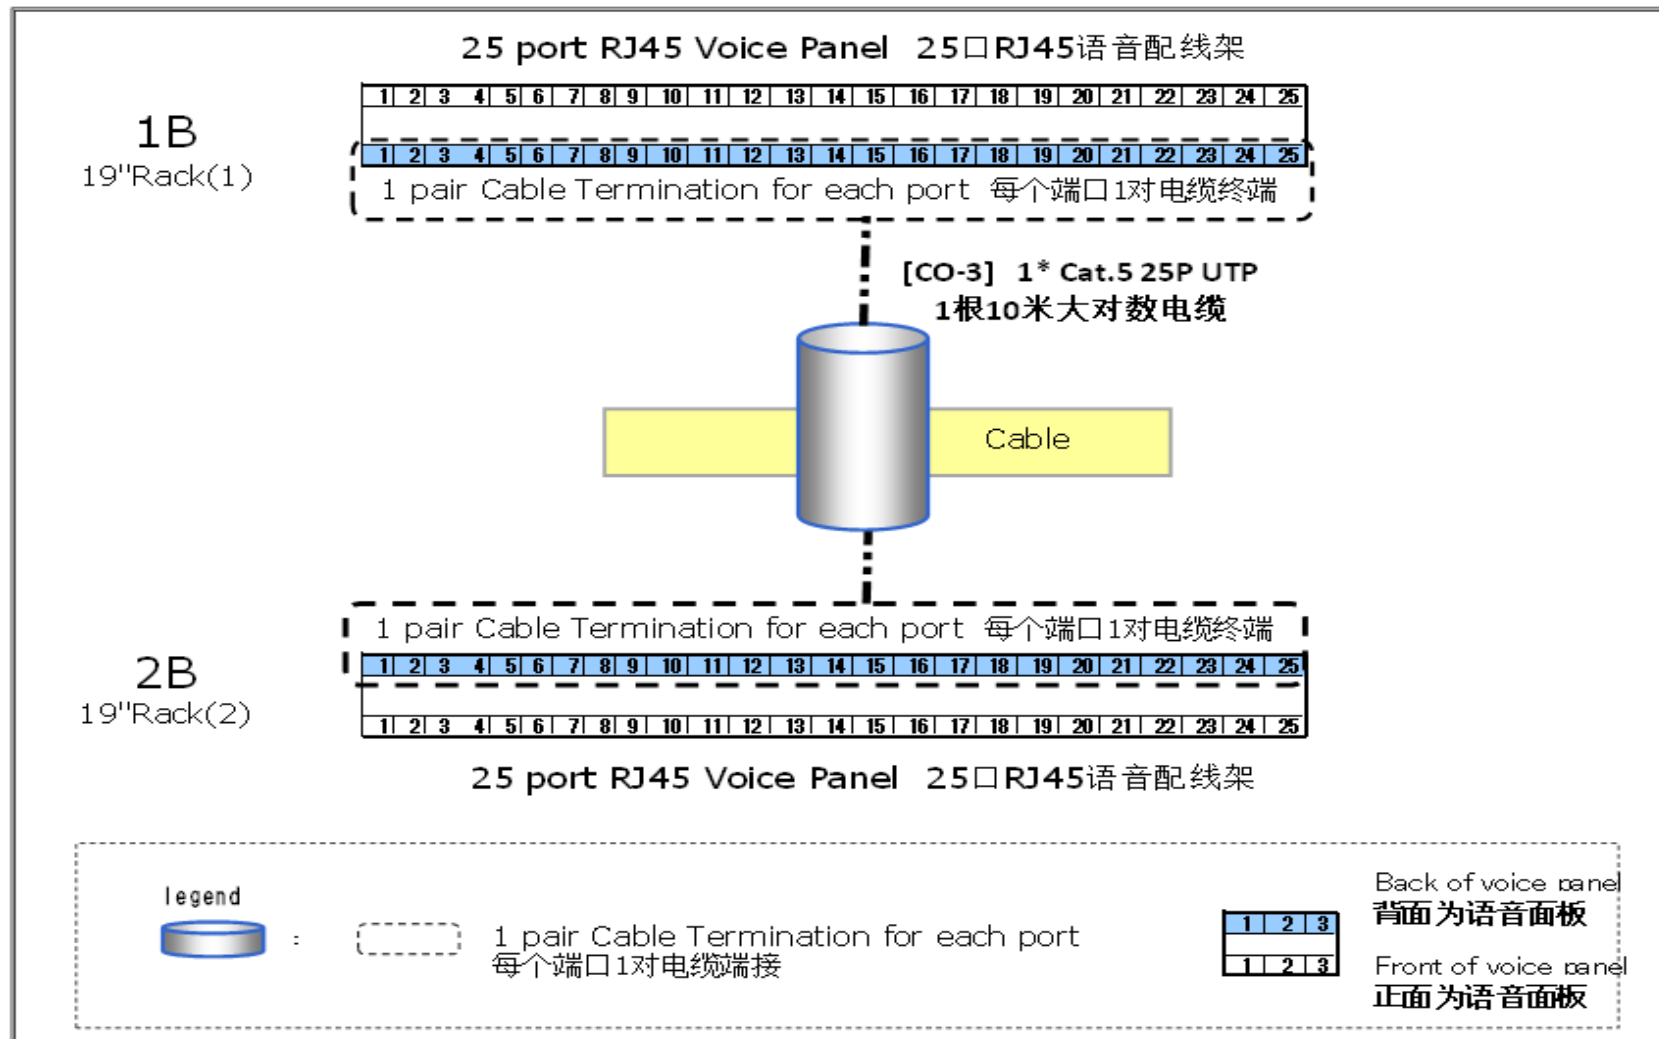 25 port RJ45 Voice Panel 25口RJ45语音配线架
1 2 3 4 5 6 7 8 9 10 11 12 13 14 15 16 17 18 19 20 21 22 23 24 25
1B
19"Rack(1)
1 2 3 4 5 6 7 8 9 10 11 12 13 14 15 16 17 18 19 20 21 22 23 24 25
1 pair Cable Termination for each port 每个端口1对电缆终端
[CO-3] 1* Cat.5 25P UTP
1根10米大对数电缆
Cable
1 pair Cable Termination for each port 每个端口1对电缆终端
2B
19"Rack(2)
1 2 3 4 5 6 7 8 9 10 11 12 13 14 15 16 17 18 19 20 21 22 23 24 25
1 2 3 4 5 6 7 8 9 10 11 12 13 14 15 16 17 18 19 20 21 22 23 24 25
25 port RJ45 Voice Panel 25口RJ45语音配线架
legend
:
1 pair Cable Termination for each port
每个端口1对电缆端接
1 2 3
1 2 3
Back of voice panel
背面为语音面板
Front of voice panel
正面为语音面板